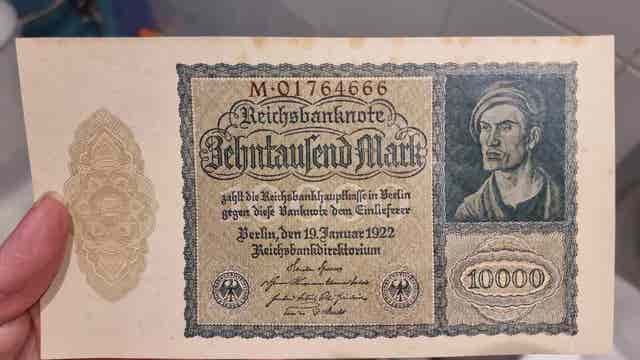 M·01764666
Reichsbanknote
Zehntausend Mark
zahlt die Reichsbankhauptkasse in Berlin
gegen diese Banknote dem Einlieferer
Berlin, den 19. Januar 1922
Reichsbankdirektorium
10000